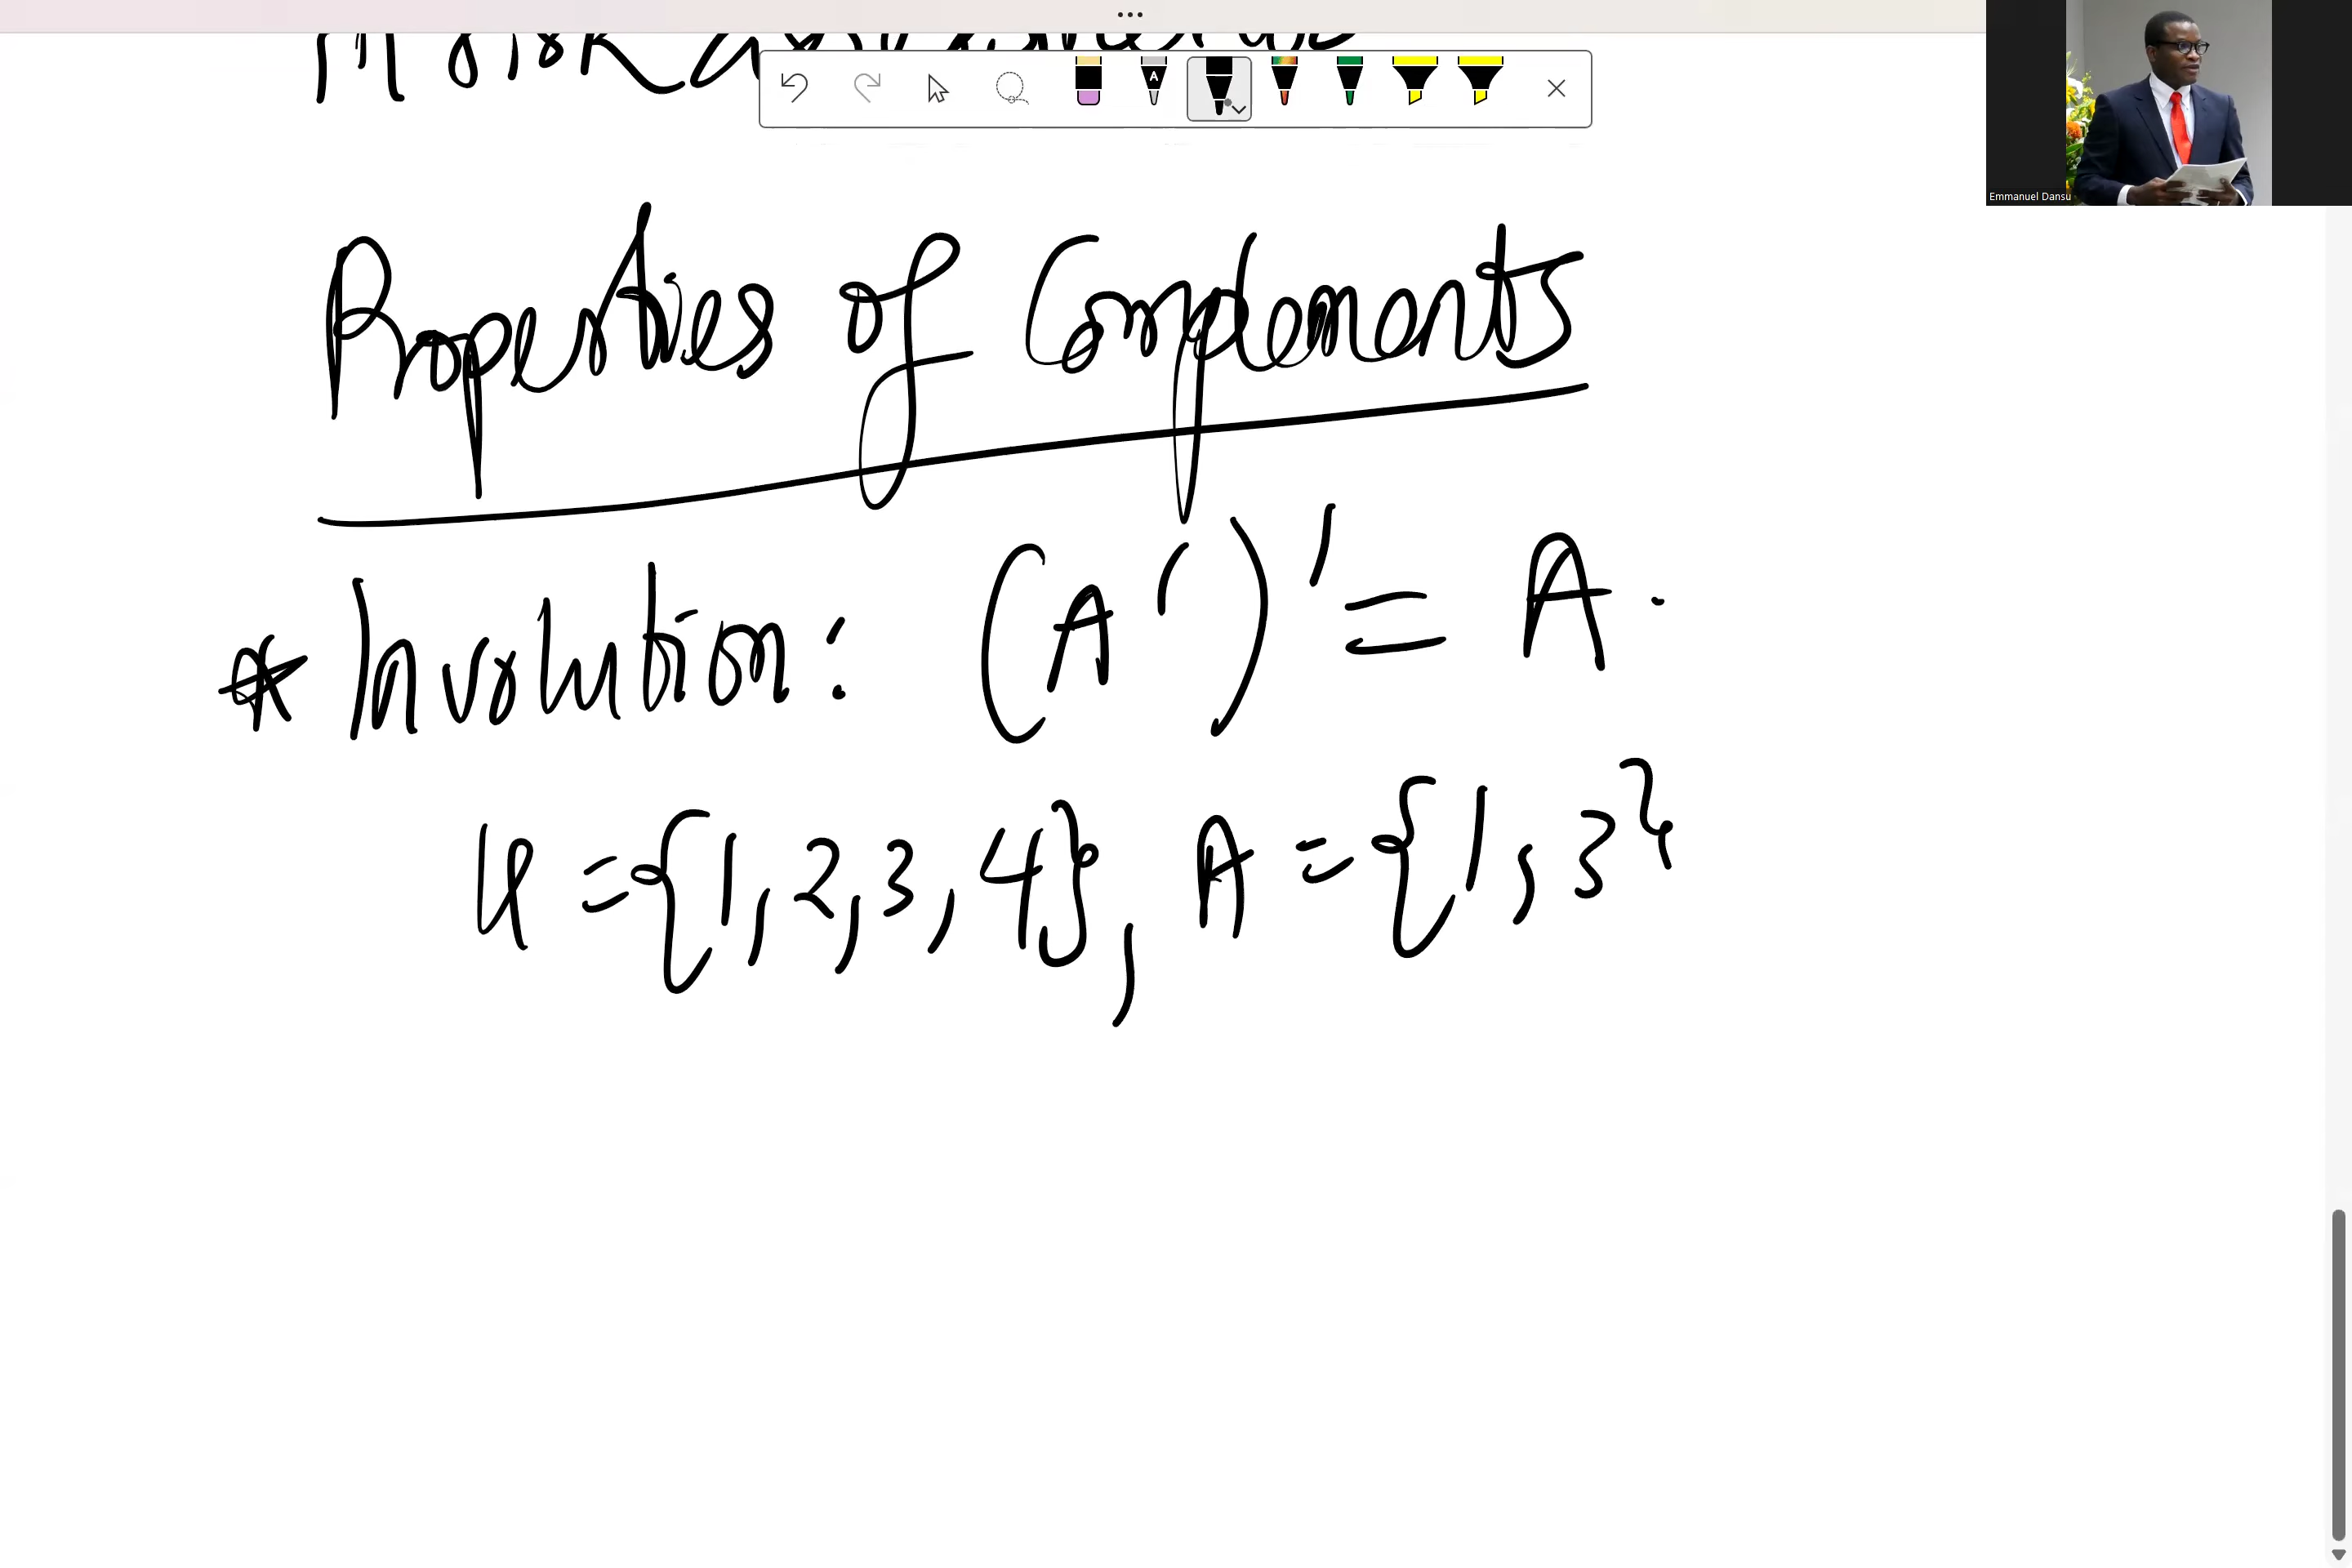 Emmanuel Dansu
Properties of Complements
* Involution: (A')' = A.
U = {1, 2, 3, 4}, A = {1, 3}